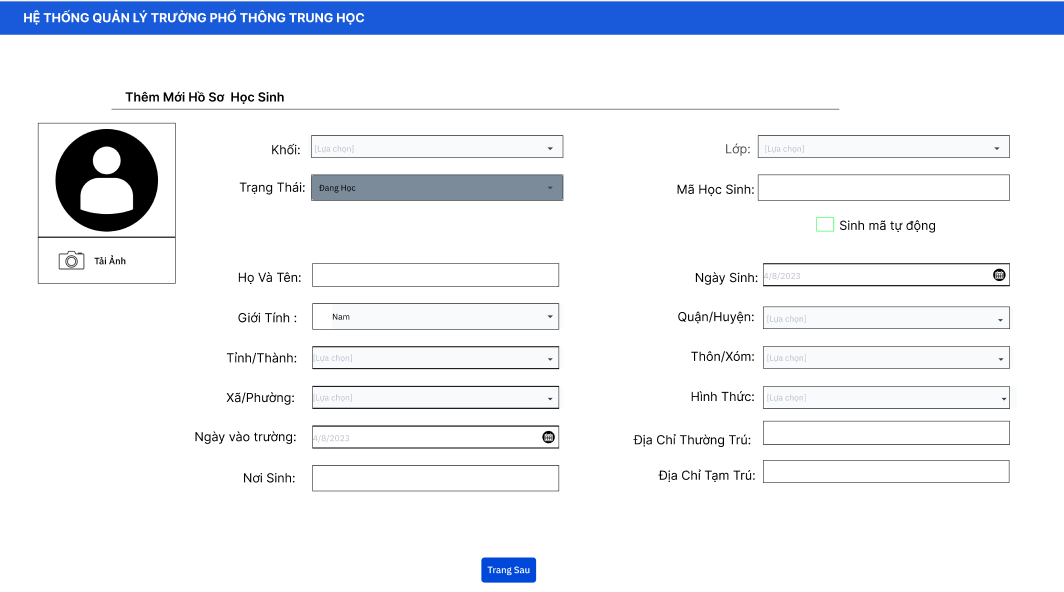 HỆ THỐNG QUẢN LÝ TRƯỜNG PHỔ THÔNG TRUNG HỌC
Thêm Mới Hồ Sơ Học Sinh
Khối: [Lựa chọn] Lớp: [Lựa chọn]
Trạng Thái: Đang Học Mã Học Sinh:
Sinh mã tự động
Tải Ảnh
Họ Và Tên: Ngày Sinh: 4/8/2023
Giới Tính : Nam Quận/Huyện: [Lựa chọn]
Tỉnh/Thành: [Lựa chọn] Thôn/Xóm: [Lựa chọn]
Xã/Phường: [Lựa chọn] Hình Thức: [Lựa chọn]
Ngày vào trường: 4/8/2023 Địa Chỉ Thường Trú:
Nơi Sinh: Địa Chỉ Tạm Trú:
Trang Sau